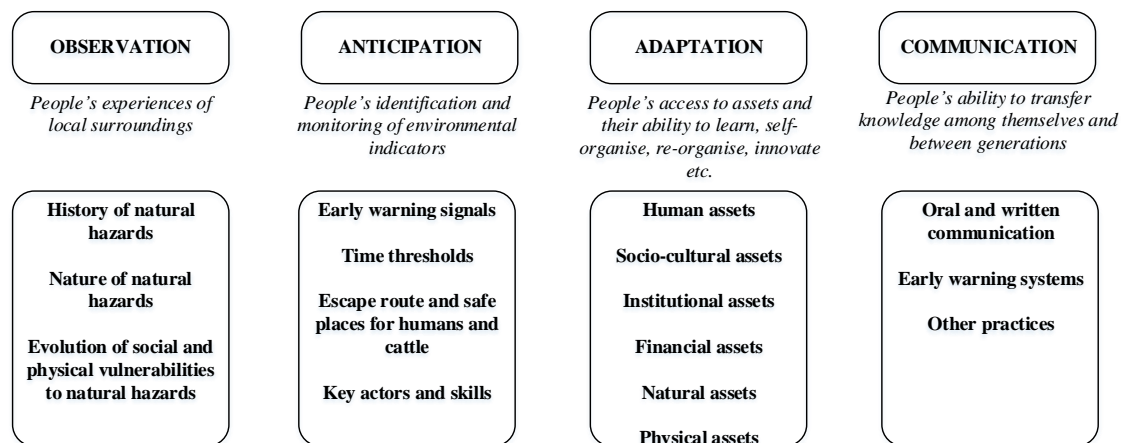 OBSERVATION
People's experiences of
local surroundings
History of natural
hazards
Nature of natural
hazards
Evolution of social and
physical vulnerabilities
to natural hazards
ANTICIPATION
People's identification and
monitoring of environmental
indicators
Early warning signals
Time thresholds
Escape route and safe
places for humans and
cattle
Key actors and skills
ADAPTATION
People's access to assets and
their ability to learn, self-
organise, re-organise, innovate
etc.
Human assets
Socio-cultural assets
Institutional assets
Financial assets
Natural assets
Physical assets
COMMUNICATION
People's ability to transfer
knowledge among themselves and
between generations
Oral and written
communication
Early warning systems
Other practices